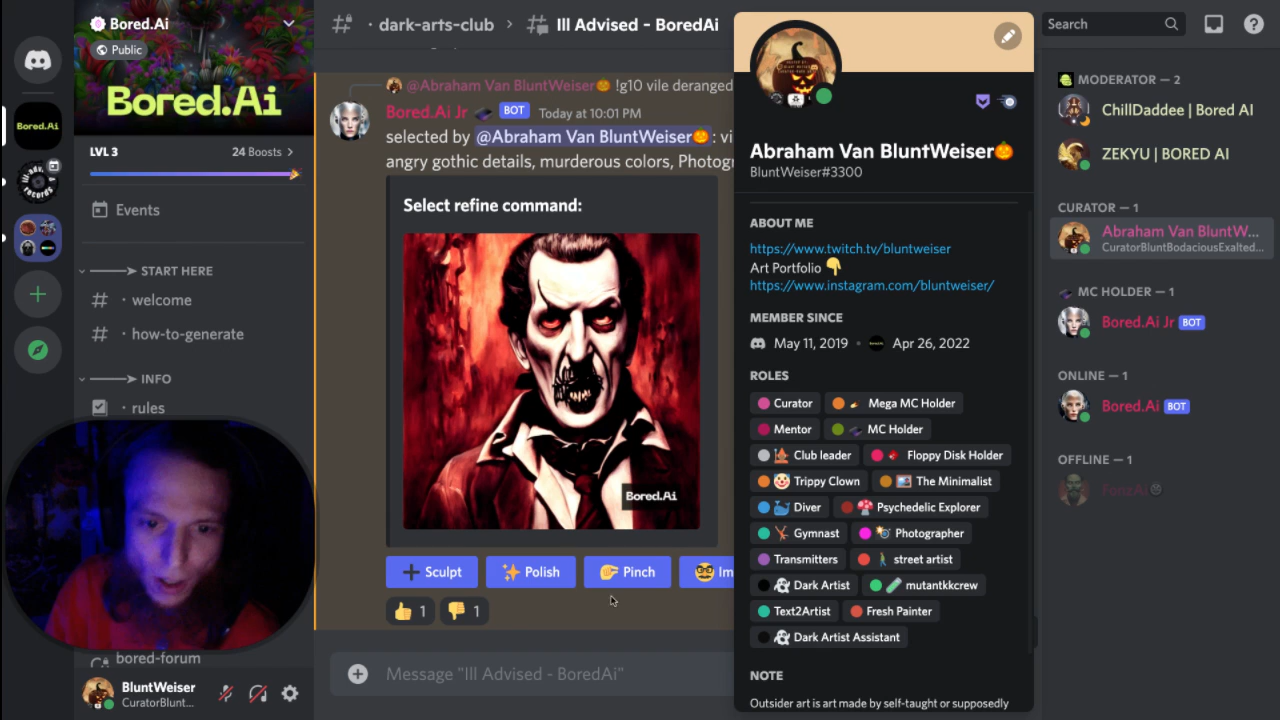 Bored.Ai
Public
Bored.Ai
LVL 3
24 Boosts
Events
START HERE
# · welcome
# · how-to-generate
INFO
· rules
bored-forum
BluntWeiser
CuratorBlunt...
Bored.Ai
· dark-arts-club > Ill Advised - BoredAi
@Abraham Van BluntWeiser🎃 !g10 vile deranged
Bored.Ai Jr BOT Today at 10:01 PM
selected by @Abraham Van BluntWeiser🎃: vi
angry gothic details, murderous colors, Photog
Select refine command:
Bored.Ai
Sculpt
Polish
Pinch
Im
👍 1
👎 1
Message "Ill Advised - BoredAi"
Abraham Van BluntWeiser🎃
BluntWeiser#3300
ABOUT ME
https://www.twitch.tv/bluntweiser
Art Portfolio 👇
https://www.instagram.com/bluntweiser/
MEMBER SINCE
May 11, 2019 • Apr 26, 2022
ROLES
Curator
Mega MC Holder
Mentor
MC Holder
Club leader
Floppy Disk Holder
Trippy Clown
The Minimalist
Diver
Psychedelic Explorer
Gymnast
Photographer
Transmitters
street artist
Dark Artist
mutantkkcrew
Text2Artist
Fresh Painter
Dark Artist Assistant
NOTE
Outsider art is art made by self-taught or supposedly
Search
MODERATOR — 2
ChillDaddee | Bored AI
ZEKYU | BORED AI
CURATOR — 1
Abraham Van BluntW...
CuratorBluntBodaciousExalted...
MC HOLDER — 1
Bored.Ai Jr BOT
ONLINE — 1
Bored.Ai BOT
OFFLINE — 1
FonzAi